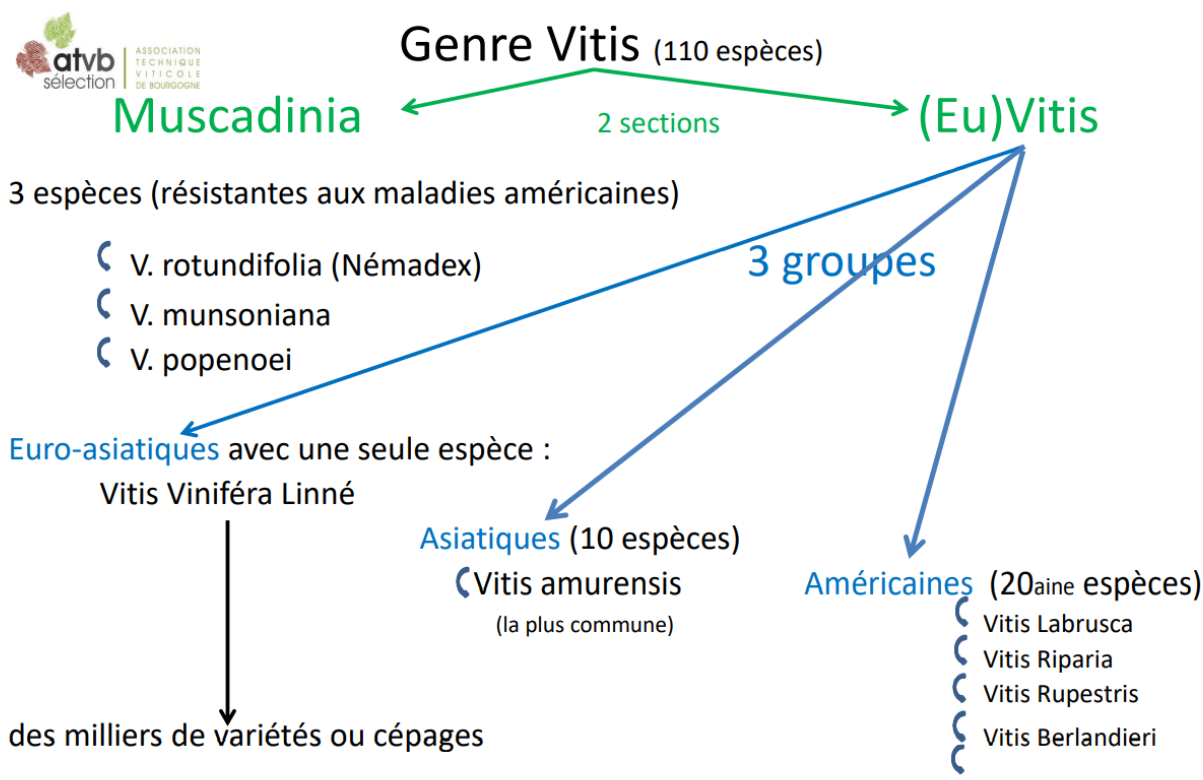 atvb
sélection
ASSOCIATION
TECHNIQUE
VITICOLE
DE BOURGOGNE
Genre Vitis (110 espèces)
Muscadinia
2 sections
(Eu)Vitis
3 espèces (résistantes aux maladies américaines)
V. rotundifolia (Némadex)
V. munsoniana
V. popenoei
3 groupes
Euro-asiatiques avec une seule espèce :
Vitis Viniféra Linné
Asiatiques (10 espèces)
Vitis amurensis
(la plus commune)
Américaines (20aine espèces)
Vitis Labrusca
Vitis Riparia
Vitis Rupestris
Vitis Berlandieri
des milliers de variétés ou cépages